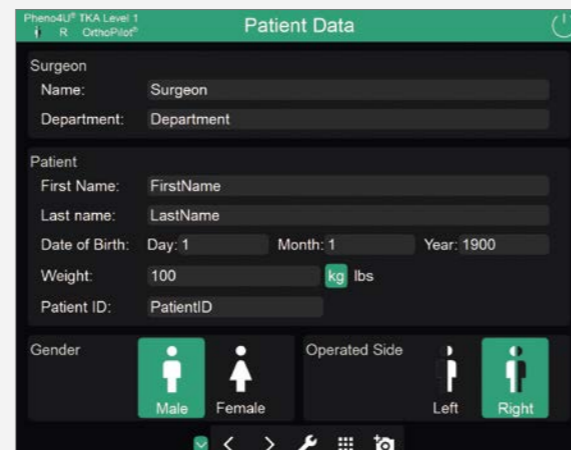 Pheno4U® TKA Level 1
R OrthoPilot®
Patient Data
Surgeon
Name: Surgeon
Department: Department
Patient
First Name: FirstName
Last name: LastName
Date of Birth: Day: 1 Month: 1 Year: 1900
Weight: 100 kg lbs
Patient ID: PatientID
Gender
Male Female
Operated Side
Left Right